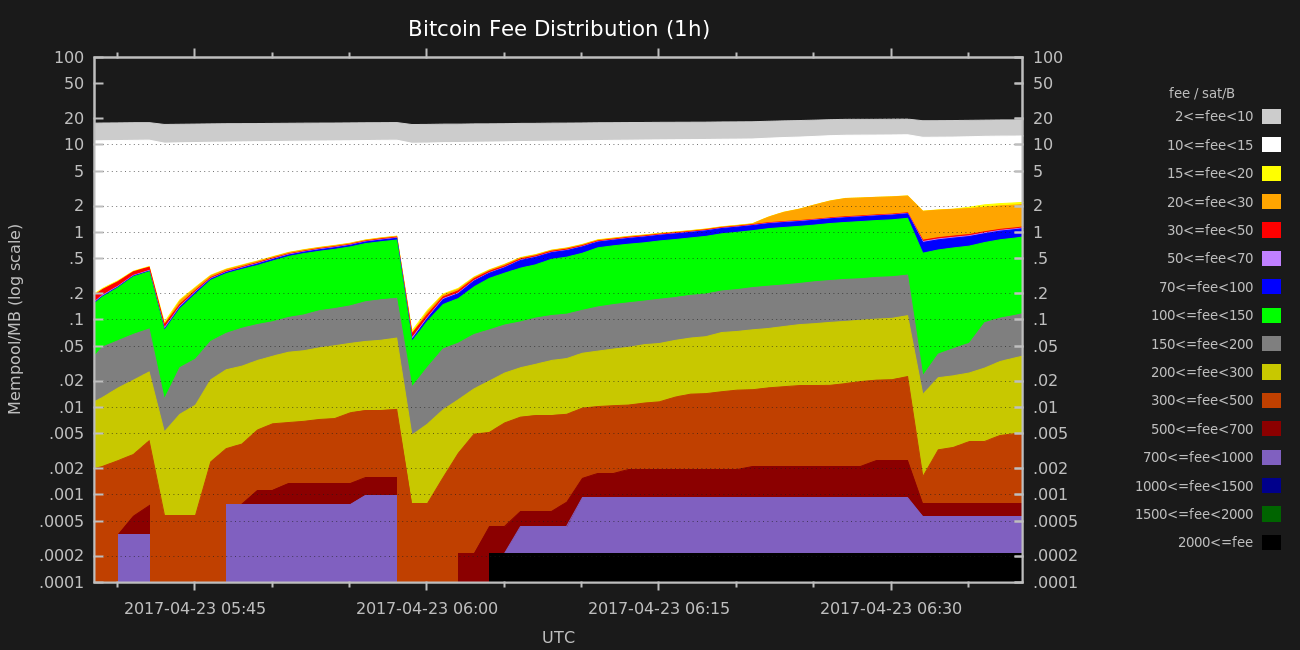 Bitcoin Fee Distribution (1h)
100 100
50 50
20 20
10 10
5 5
2 2
1 1
.5 .5
.2 .2
.1 .1
.05 .05
.02 .02
.01 .01
.005 .005
.002 .002
.001 .001
.0005 .0005
.0002 .0002
.0001 .0001
Mempool/MB (log scale)
2017-04-23 05:45 2017-04-23 06:00 2017-04-23 06:15 2017-04-23 06:30
UTC
fee / sat/B
2<=fee<10
10<=fee<15
15<=fee<20
20<=fee<30
30<=fee<50
50<=fee<70
70<=fee<100
100<=fee<150
150<=fee<200
200<=fee<300
300<=fee<500
500<=fee<700
700<=fee<1000
1000<=fee<1500
1500<=fee<2000
2000<=fee